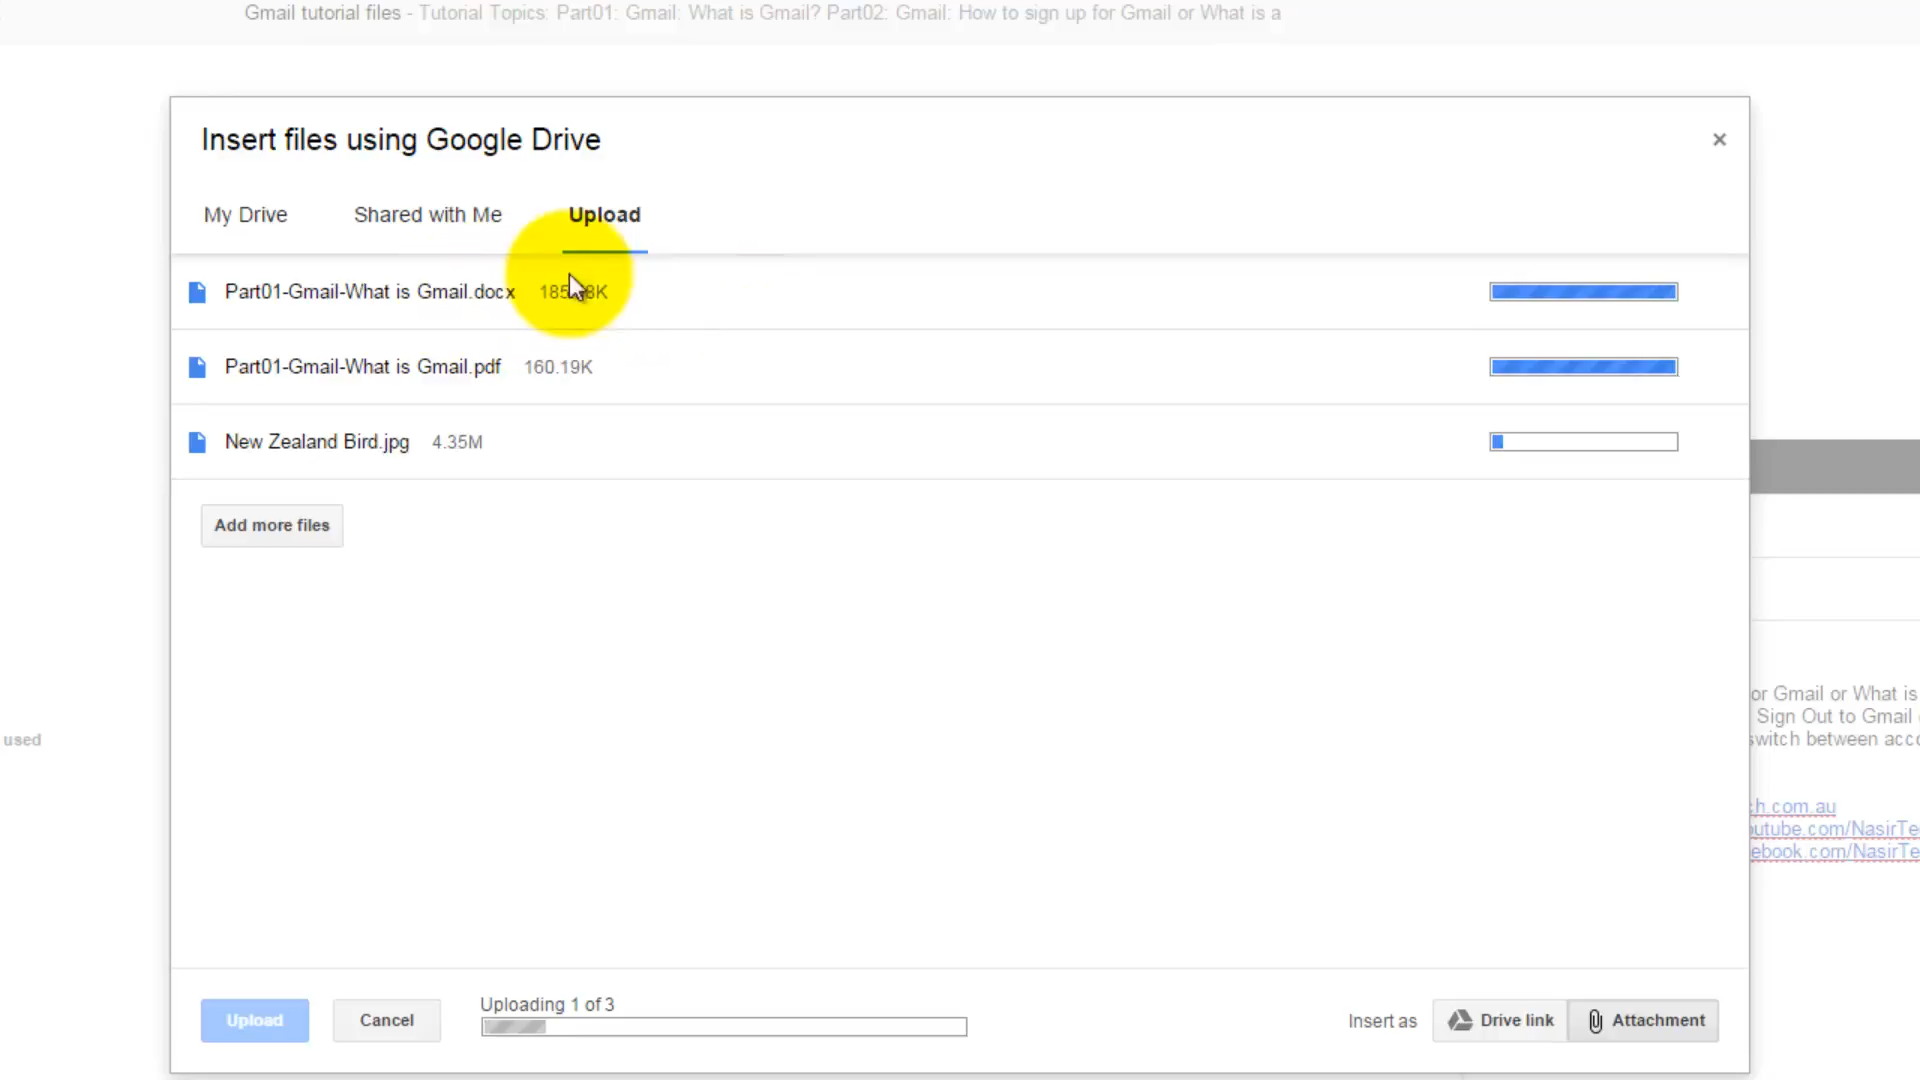 Gmail tutorial files - Tutorial Topics: Part01: Gmail: What is Gmail? Part02: Gmail: How to sign up for Gmail or What is a
Insert files using Google Drive
×
My Drive
Shared with Me
Upload
Part01-Gmail-What is Gmail.docx
Part01-Gmail-What is Gmail.pdf 160.19K
New Zealand Bird.jpg 4.35M
Add more files
or Gmail or What is
Sign Out to Gmail
used
switch between acco
h.com.au
outube.com/NasirTe
ebook.com/NasirTe
Uploading 1 of 3
Upload
Cancel
Insert as
Drive link
Attachment